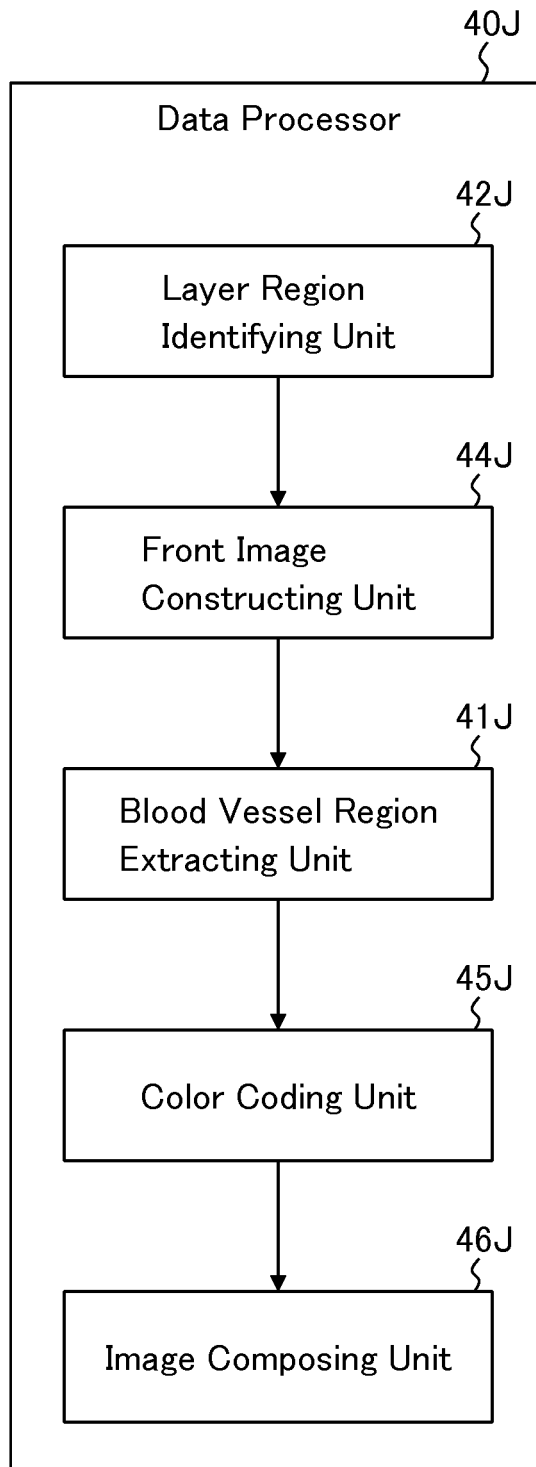 40J
Data Processor
42J
Layer Region
Identifying Unit
44J
Front Image
Constructing Unit
41J
Blood Vessel Region
Extracting Unit
45J
Color Coding Unit
46J
Image Composing Unit